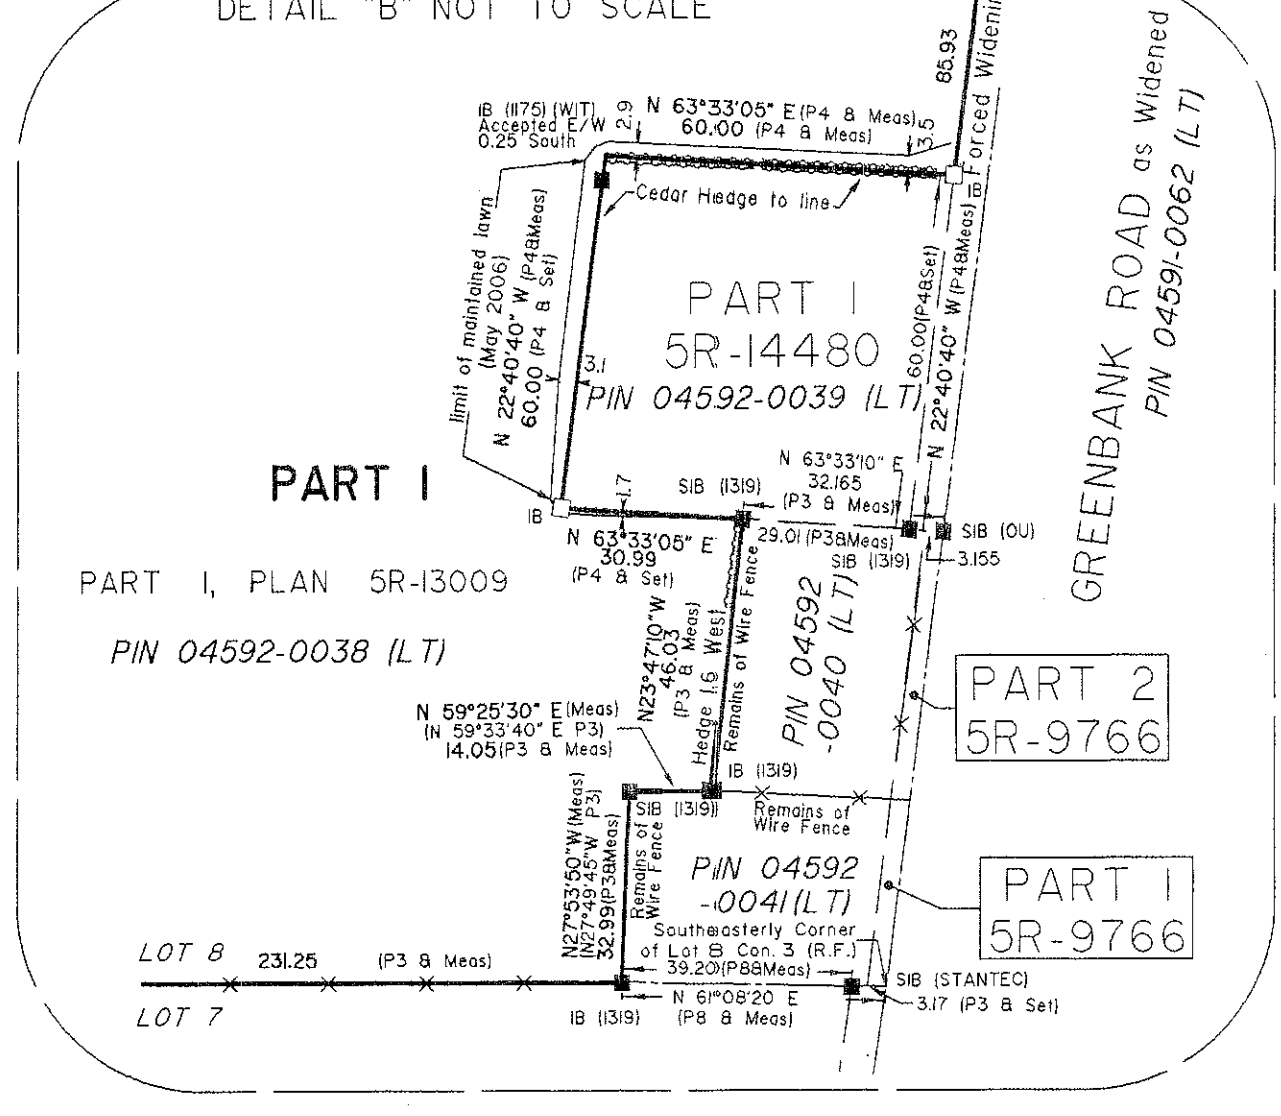 DETAIL "B" NOT TO SCALE
85.93
Forced Widenin
GREENBANK ROAD as Widened
PIN 04591-0062 (LT)
IB (1175) (WIT)
Accepted E/W
0.25 South
2.9
N 63°33'05" E (P4 & Meas)
60.00 (P4 & Meas)
3.5
IB
Cedar Hedge to line
limit of maintained lawn
(May 2006)
N 22°40'40" W (P4&Meas)
60.00 (P4 & Set)
3.1
PART 1
5R-14480
PIN 04592-0039 (LT)
60.00(P4&Set)
N 22°40'40" W (P4&Meas)
PART 1
PART 1, PLAN 5R-13009
PIN 04592-0038 (LT)
IB
1.7
SIB (1319)
N 63°33'10" E
32.165
(P3 & Meas)
N 63°33'05" E
30.99
(P4 & Set)
29.01 (P3&Meas)
SIB (1319)
SIB (OU)
3.155
N23°47'10"W
46.03
(P3 & Meas)
Hedge 1.6 West
Remains of Wire Fence
PIN 04592
-0040 (LT)
PART 2
5R-9766
N 59°25'30" E(Meas)
(N 59°33'40" E P3)
14.05(P3 & Meas)
IB (1319)
SIB (1319)
Remains of
Wire Fence
N27°53'50"W(Meas)
(N27°49'45"W P3)
32.99(P3&Meas)
Remains of
Wire Fence
PIN 04592
-0041(LT)
PART 1
5R-9766
Southeasterly Corner
of Lot 8 Con. 3 (R.F.)
39.20(P8&Meas)
LOT 8
231.25
(P3 & Meas)
LOT 7
IB (1319)
N 61°08'20 E
(P8 & Meas)
SIB (STANTEC)
3.17 (P3 & Set)